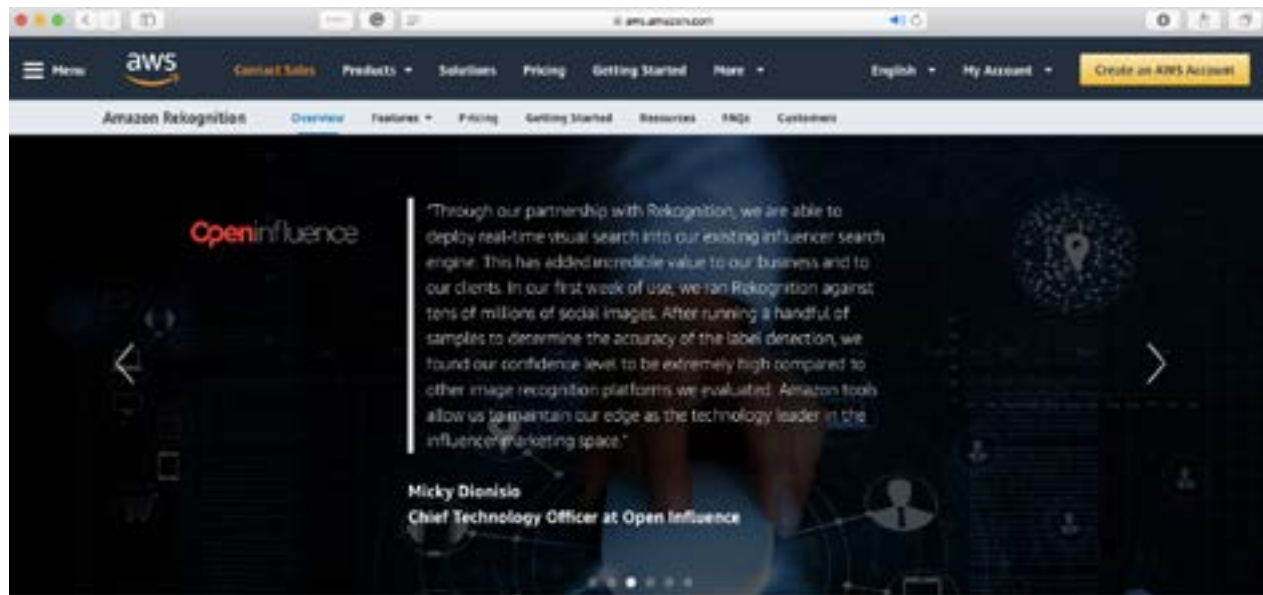 aws.amazon.com
Menu aws Contact Sales Products Solutions Pricing Getting Started More English My Account Create an AWS Account
Amazon Rekognition Overview Features Pricing Getting Started Resources FAQs Customers
Openinfluence
"Through our partnership with Rekognition, we are able to
deploy real-time visual search into our existing influencer search
engine. This has added incredible value to our business and to
our clients. In our first week of use, we ran Rekognition against
tens of millions of social images. After running a handful of
samples to determine the accuracy of the label detection, we
found our confidence level to be extremely high compared to
other image recognition platforms we evaluated. Amazon tools
allow us to maintain our edge as the technology leader in the
influencer marketing space."
Micky Dionisio
Chief Technology Officer at Open Influence